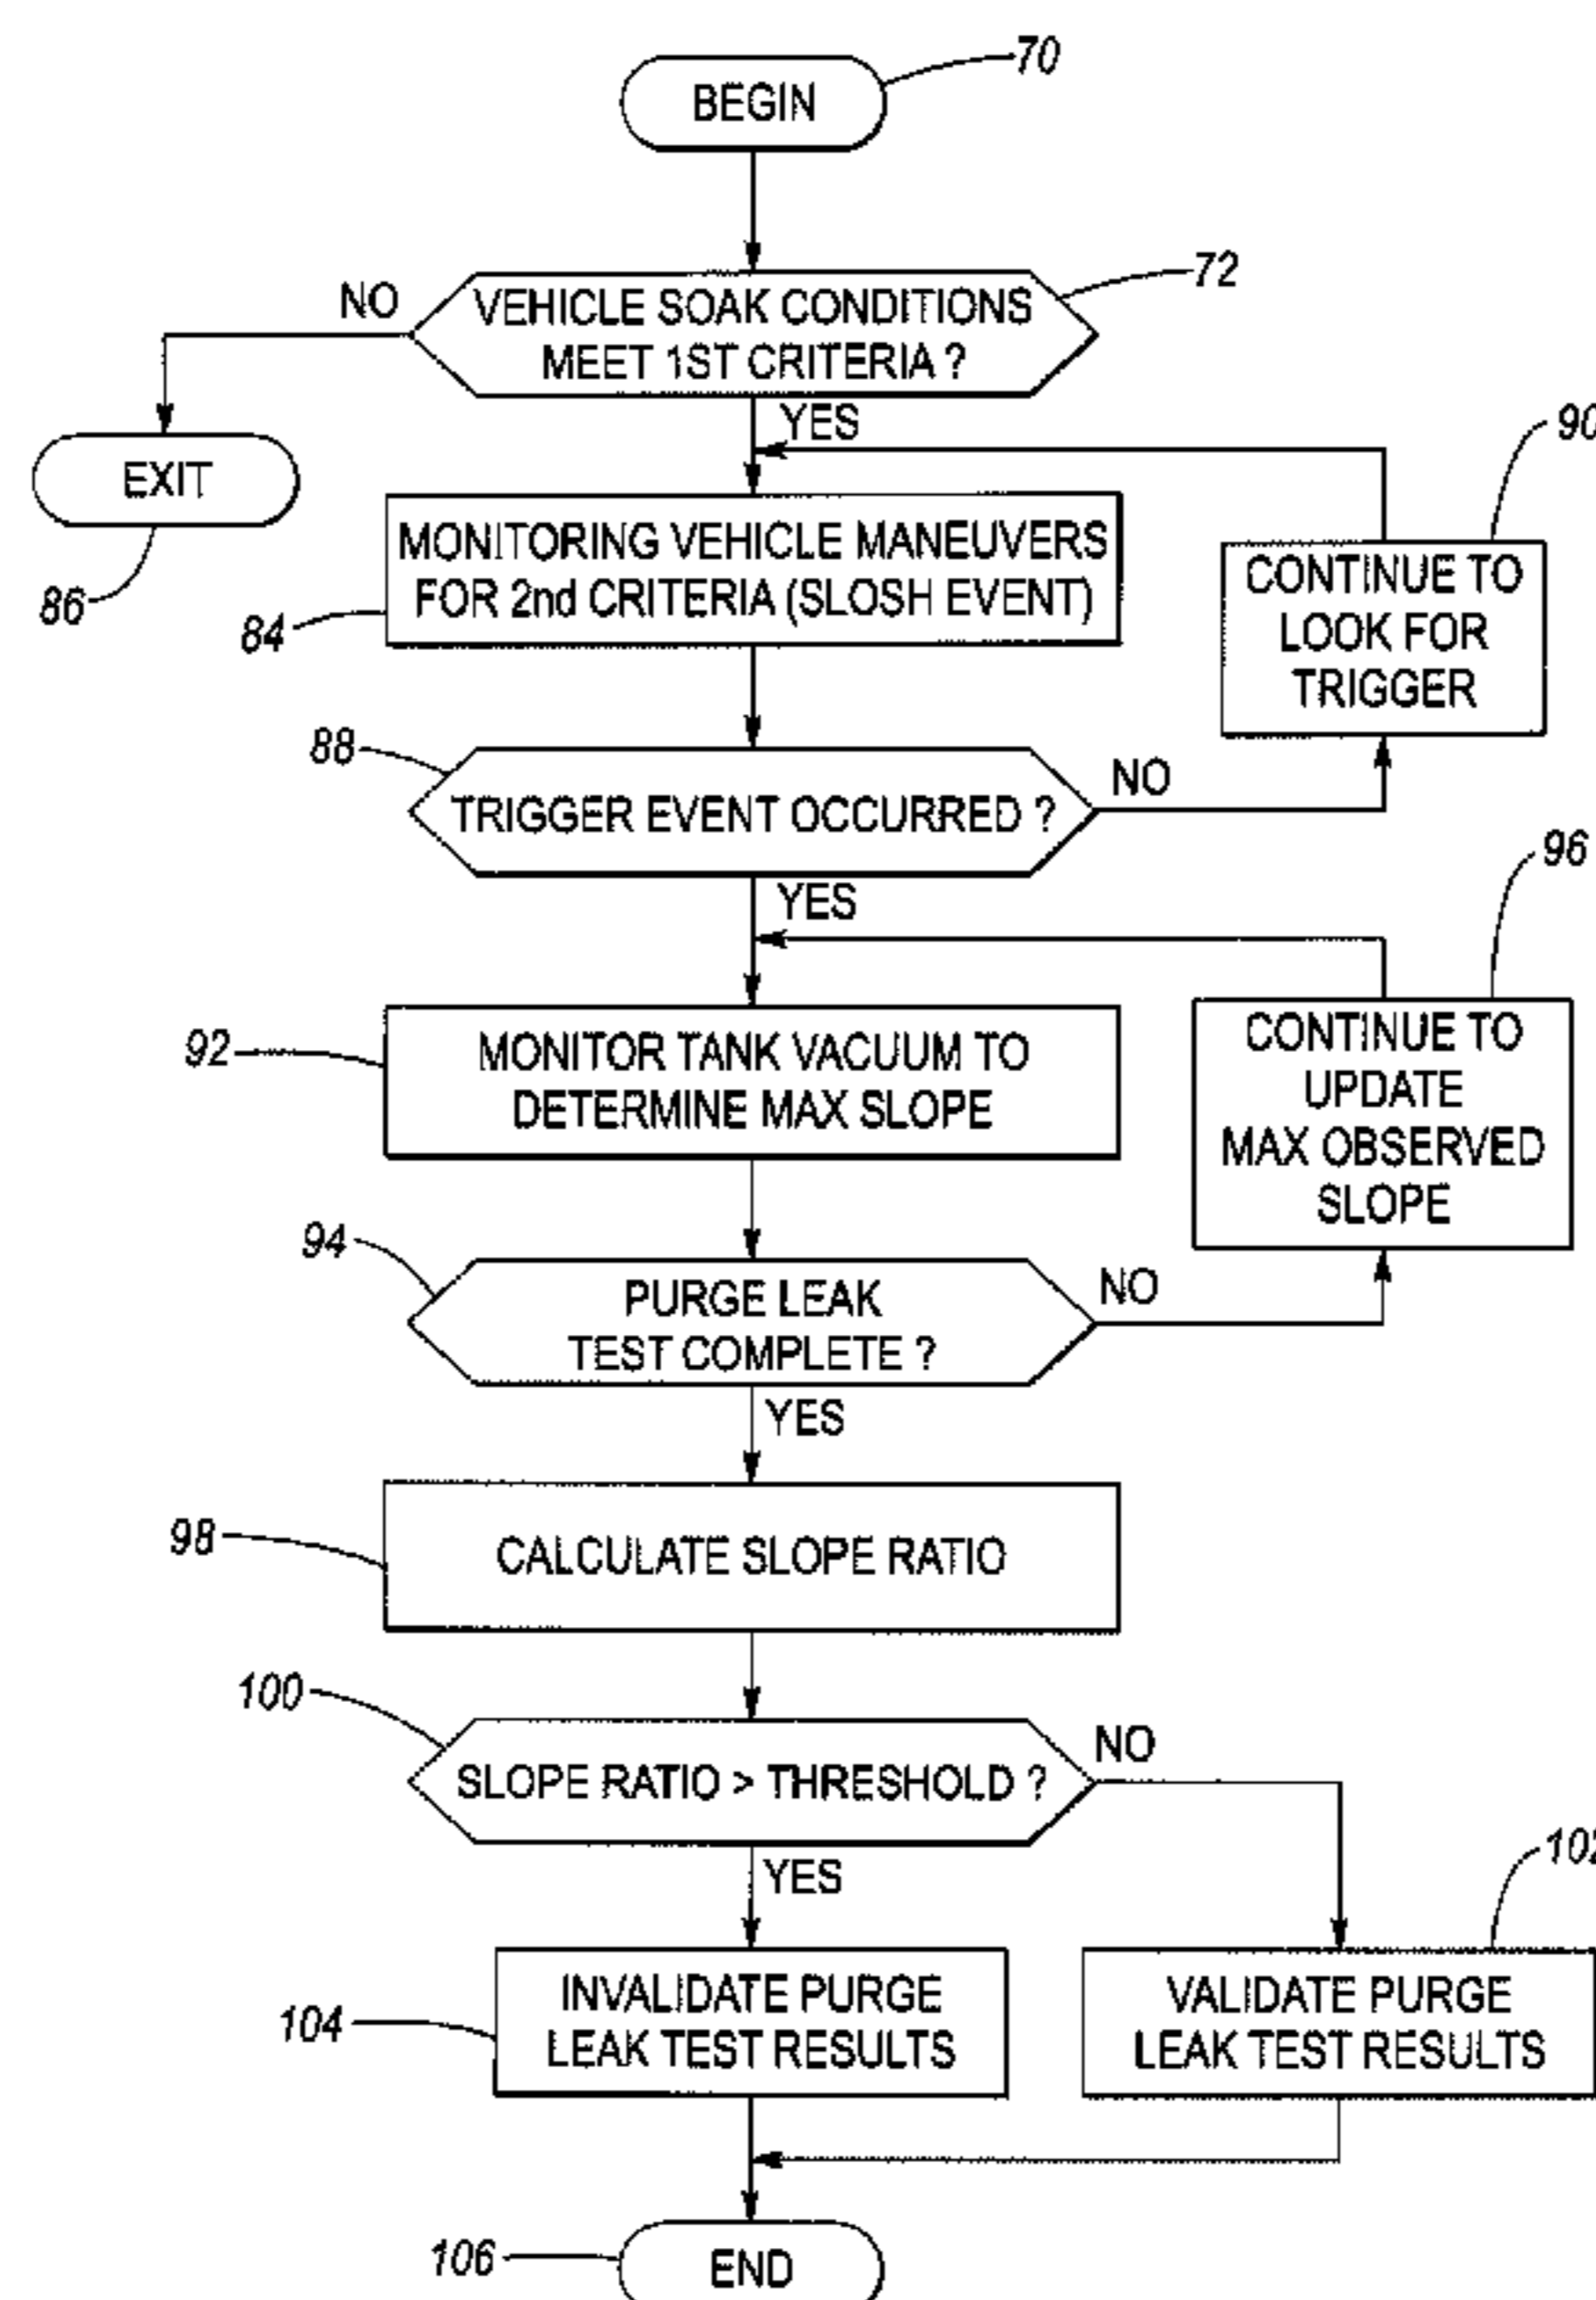 BEGIN
70
72
NO
VEHICLE SOAK CONDITIONS
MEET 1ST CRITERIA ?
YES
90
EXIT
86
MONITORING VEHICLE MANEUVERS
FOR 2nd CRITERIA (SLOSH EVENT)
84
CONTINUE TO
LOOK FOR
TRIGGER
88
TRIGGER EVENT OCCURRED ?
NO
YES
96
92
MONITOR TANK VACUUM TO
DETERMINE MAX SLOPE
CONTINUE TO
UPDATE
MAX OBSERVED
SLOPE
94
PURGE LEAK
TEST COMPLETE ?
NO
YES
98
CALCULATE SLOPE RATIO
100
SLOPE RATIO > THRESHOLD ?
NO
YES
102
104
INVALIDATE PURGE
LEAK TEST RESULTS
VALIDATE PURGE
LEAK TEST RESULTS
106
END